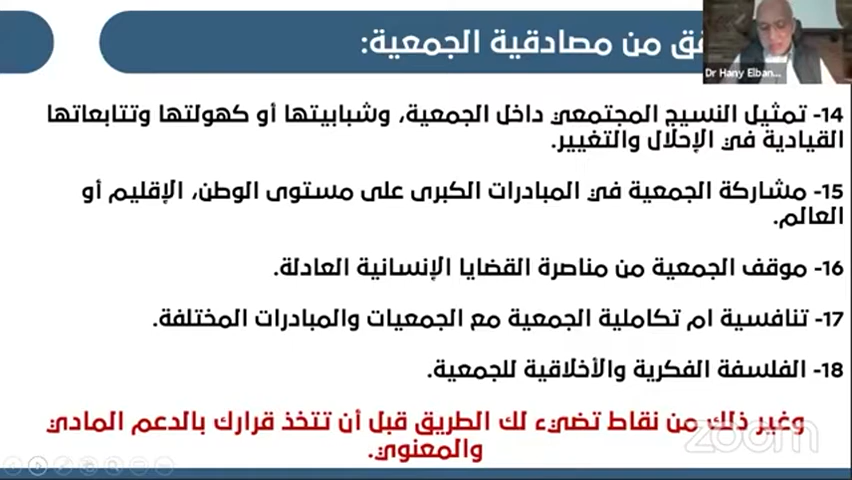 من مصادقية الجمعية:
Dr Hany Elban...
14- تمثيل النسيج المجتمعي داخل الجمعية، وشبابيتها أو كهولتها وتتابعاتها
القيادية في الإحلال والتغيير.
15- مشاركة الجمعية في المبادرات الكبرى على مستوى الوطن، الإقليم أو
العالم.
16- موقف الجمعية من مناصرة القضايا الإنسانية العادلة.
17- تنافسية ام تكاملية الجمعية مع الجمعيات والمبادرات المختلفة.
18- الفلسفة الفكرية والأخلاقية للجمعية.
وغير ذلك من نقاط تضيء لك الطريق قبل أن تتخذ قرارك بالدعم المادي
والمعنوي.
zoom